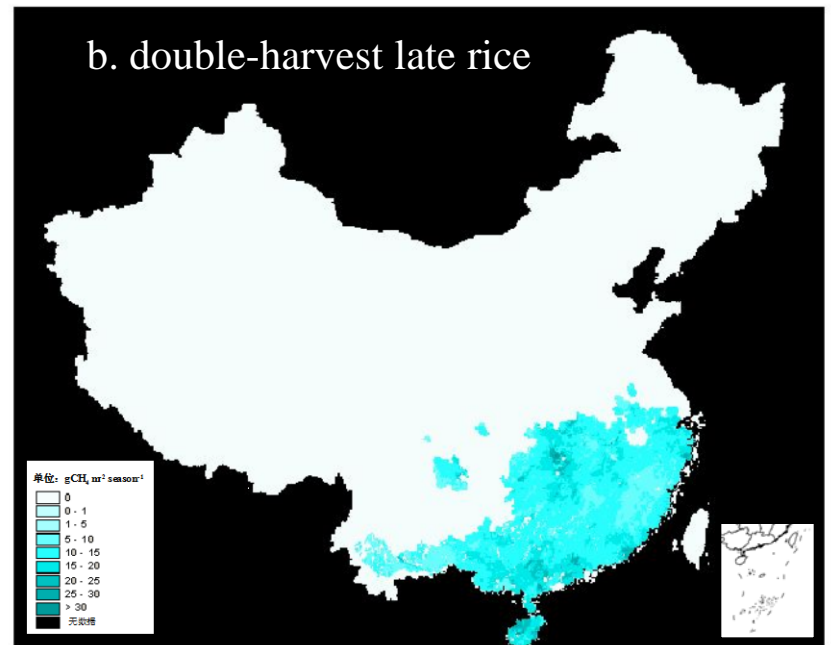 b. double-harvest late rice
单位：gCH₄ m² season⁻¹
0
0 - 1
1 - 5
5 - 10
10 - 15
15 - 20
20 - 25
25 - 30
> 30
无数据